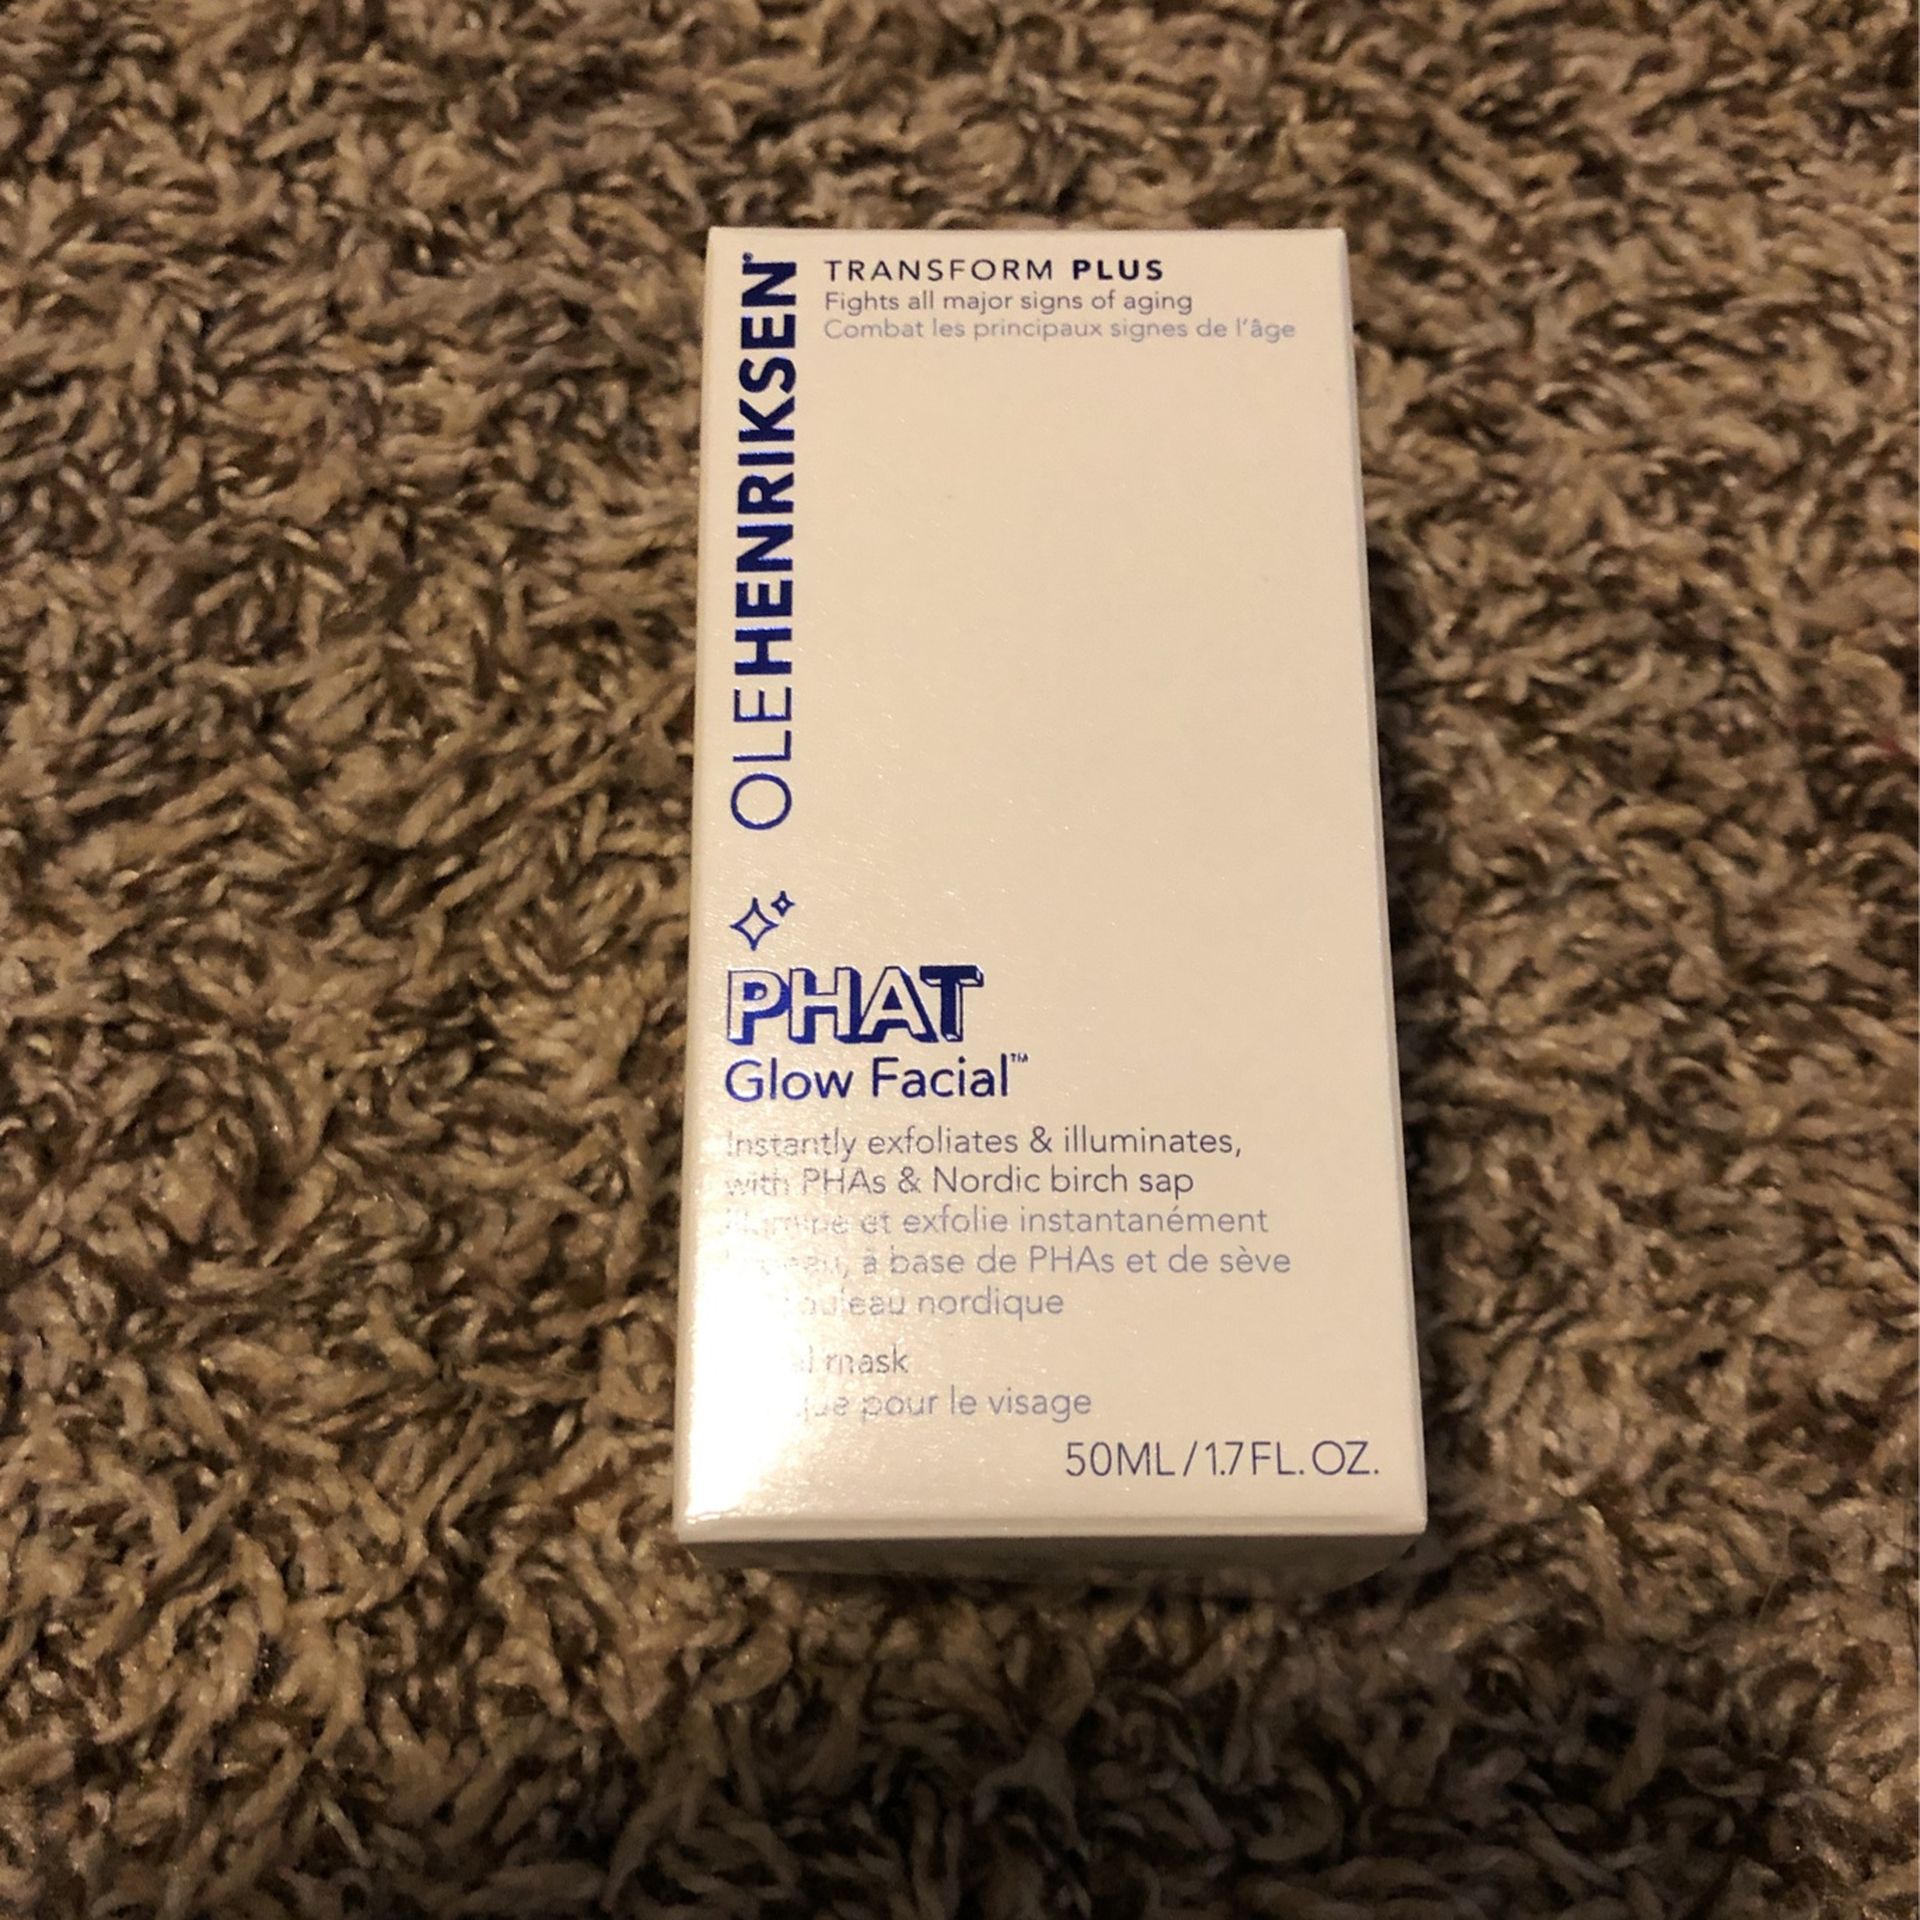 OLEHENRIKSEN®
TRANSFORM PLUS
Fights all major signs of aging
Combat les principaux signes de l'âge
PHAT
Glow Facial™
Instantly exfoliates & illuminates,
with PHAs & Nordic birch sap
et exfolie instantanément
à base de PHAs et de sève
nordique
mask
pour le visage
50ML/1.7FL.OZ.